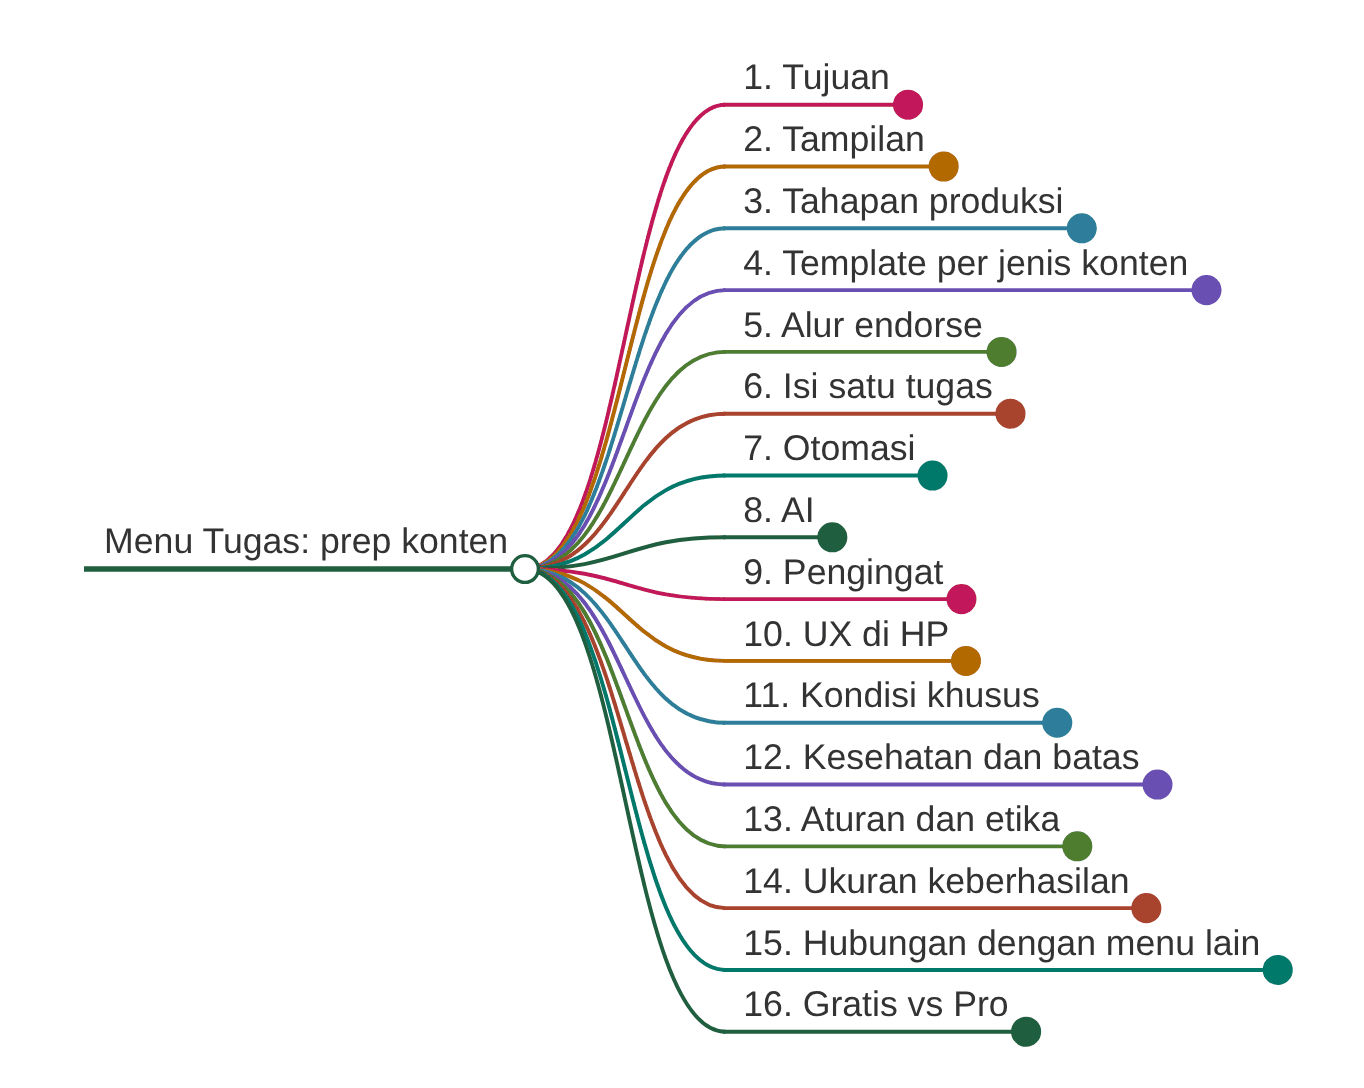 1. Tujuan
2. Tampilan
3. Tahapan produksi
4. Template per jenis konten
5. Alur endorse
6. Isi satu tugas
7. Otomasi
8. AI
Menu Tugas: prep konten
9. Pengingat
10. UX di HP
11. Kondisi khusus
12. Kesehatan dan batas
13. Aturan dan etika
14. Ukuran keberhasilan
15. Hubungan dengan menu lain
16. Gratis vs Pro